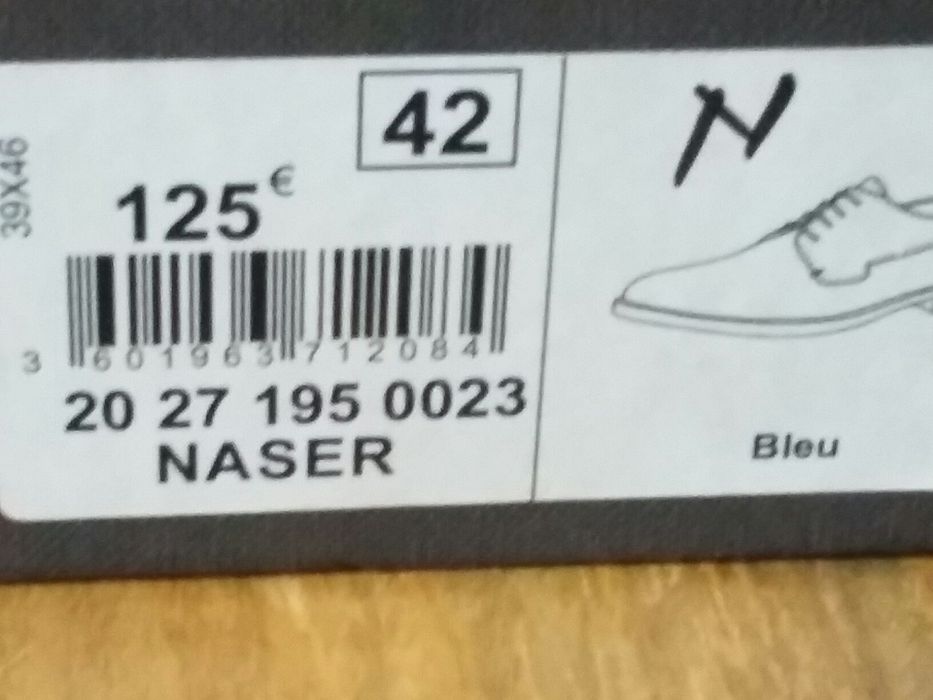 39X46
42
125€
3 601963 712084
20 27 195 0023
NASER
N
Bleu